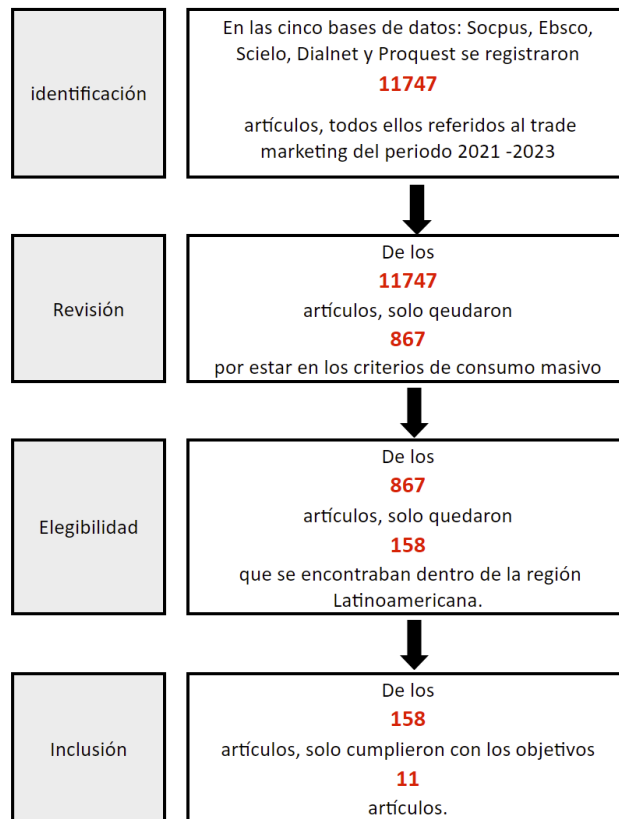 identificación
En las cinco bases de datos: Socpus, Ebsco,
Scielo, Dialnet y Proquest se registraron
11747
artículos, todos ellos referidos al trade
marketing del periodo 2021 -2023
Revisión
De los
11747
artículos, solo qeudaron
867
por estar en los criterios de consumo masivo
Elegibilidad
De los
867
artículos, solo quedaron
158
que se encontraban dentro de la región
Latinoamericana.
Inclusión
De los
158
artículos, solo cumplieron con los objetivos
11
artículos.